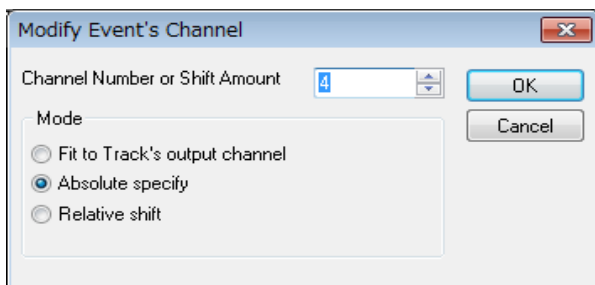 Modify Event's Channel
Channel Number or Shift Amount 4
OK
Mode
Cancel
Fit to Track's output channel
Absolute specify
Relative shift